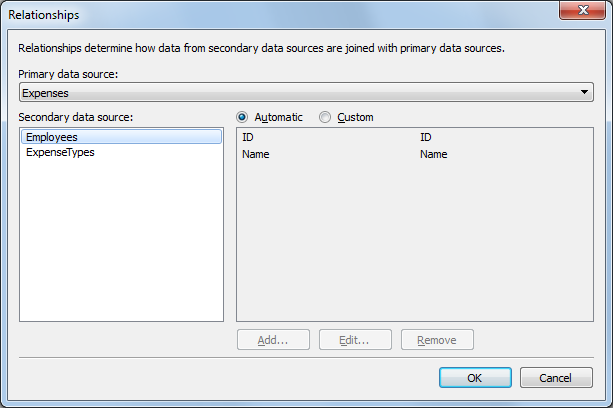 Relationships
Relationships determine how data from secondary data sources are joined with primary data sources.
Primary data source:
Expenses
Secondary data source:
Automatic Custom
Employees
ExpenseTypes
ID ID
Name Name
Add... Edit... Remove
OK Cancel